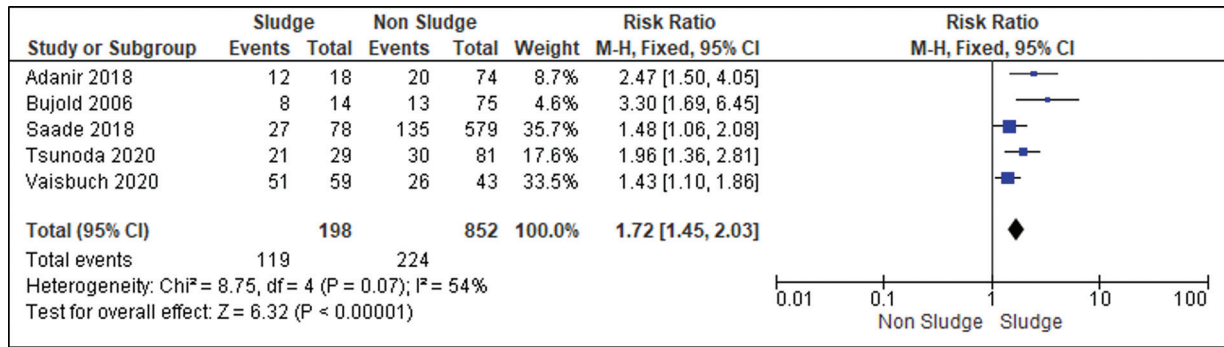 Sludge Non Sludge Risk Ratio Risk Ratio
Study or Subgroup Events Total Events Total Weight M-H, Fixed, 95% CI M-H, Fixed, 95% CI
Adanir 2018 12 18 20 74 8.7% 2.47 [1.50, 4.05]
Bujold 2006 8 14 13 75 4.6% 3.30 [1.69, 6.45]
Saade 2018 27 78 135 579 35.7% 1.48 [1.06, 2.08]
Tsunoda 2020 21 29 30 81 17.6% 1.96 [1.36, 2.81]
Vaisbuch 2020 51 59 26 43 33.5% 1.43 [1.10, 1.86]
Total (95% CI) 198 852 100.0% 1.72 [1.45, 2.03]
Total events 119 224
Heterogeneity: Chi² = 8.75, df = 4 (P = 0.07); I² = 54%
Test for overall effect: Z = 6.32 (P < 0.00001)
0.01 0.1 1 10 100
Non Sludge Sludge